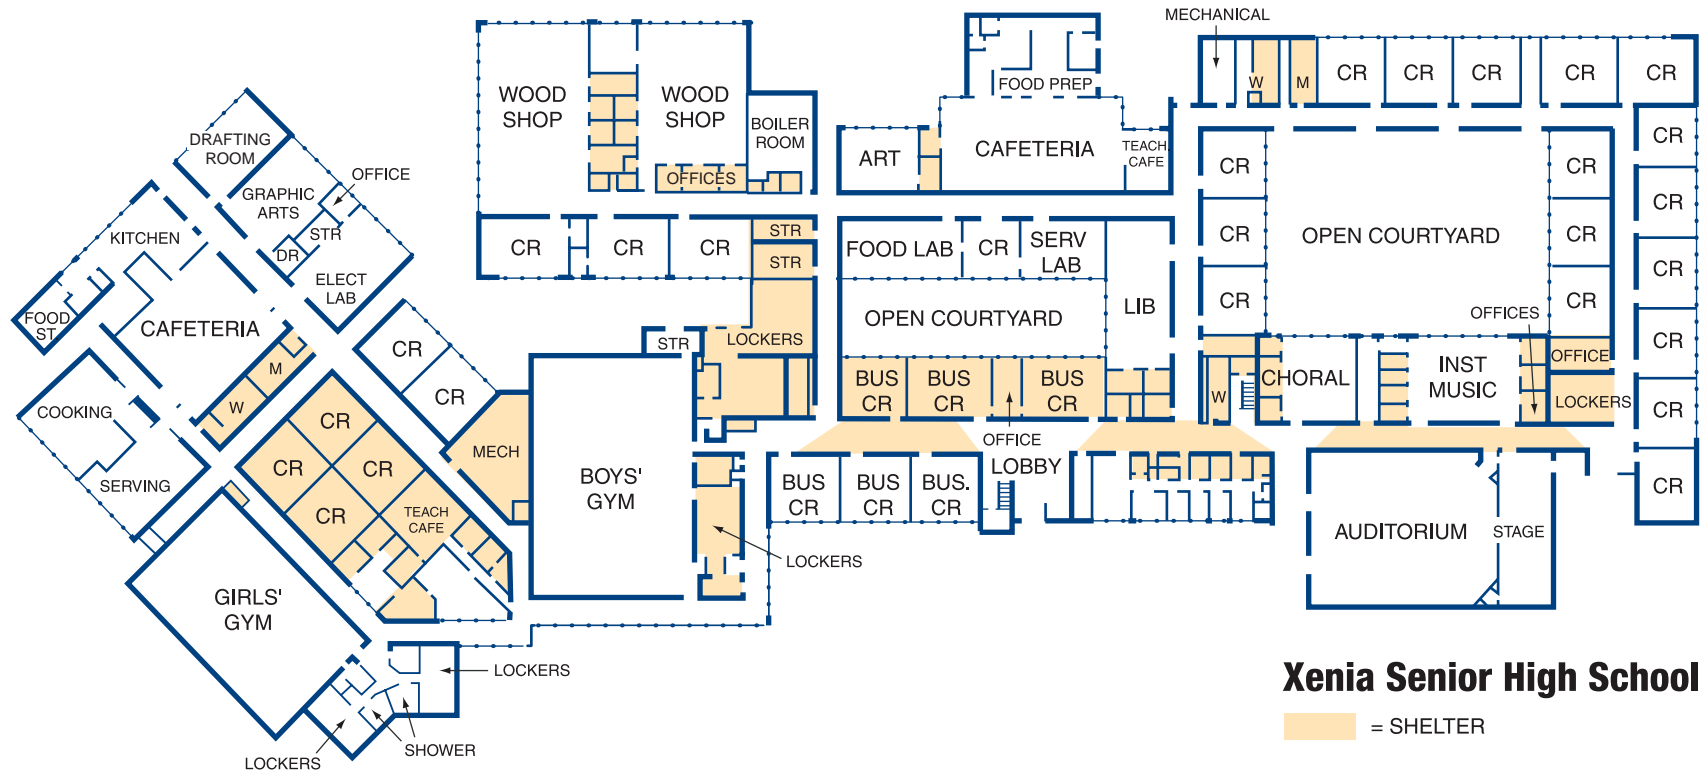 MECHANICAL
W
M
CR
CR
CR
CR
CR
WOOD
SHOP
WOOD
SHOP
BOILER
ROOM
OFFICES
FOOD PREP
ART
CAFETERIA
TEACH.
CAFE
DRAFTING
ROOM
OFFICE
GRAPHIC
ARTS
STR
DR
ELECT
LAB
KITCHEN
FOOD
ST.
CAFETERIA
M
W
COOKING
SERVING
CR
CR
CR
CR
CR
STR
STR
LOCKERS
STR
FOOD LAB
CR
SERV
LAB
LIB
OPEN COURTYARD
BUS
CR
BUS
CR
BUS
CR
OFFICE
LOBBY
BUS
CR
BUS
CR
BUS.
CR
CR
CR
CR
OPEN COURTYARD
CR
CR
CR
CR
CR
CR
CR
CR
CR
CR
OFFICES
OFFICE
LOCKERS
W
CHORAL
INST
MUSIC
AUDITORIUM
STAGE
MECH
BOYS'
GYM
LOCKERS
CR
CR
CR
CR
TEACH
CAFE
GIRLS'
GYM
LOCKERS
SHOWER
LOCKERS
Xenia Senior High School
= SHELTER